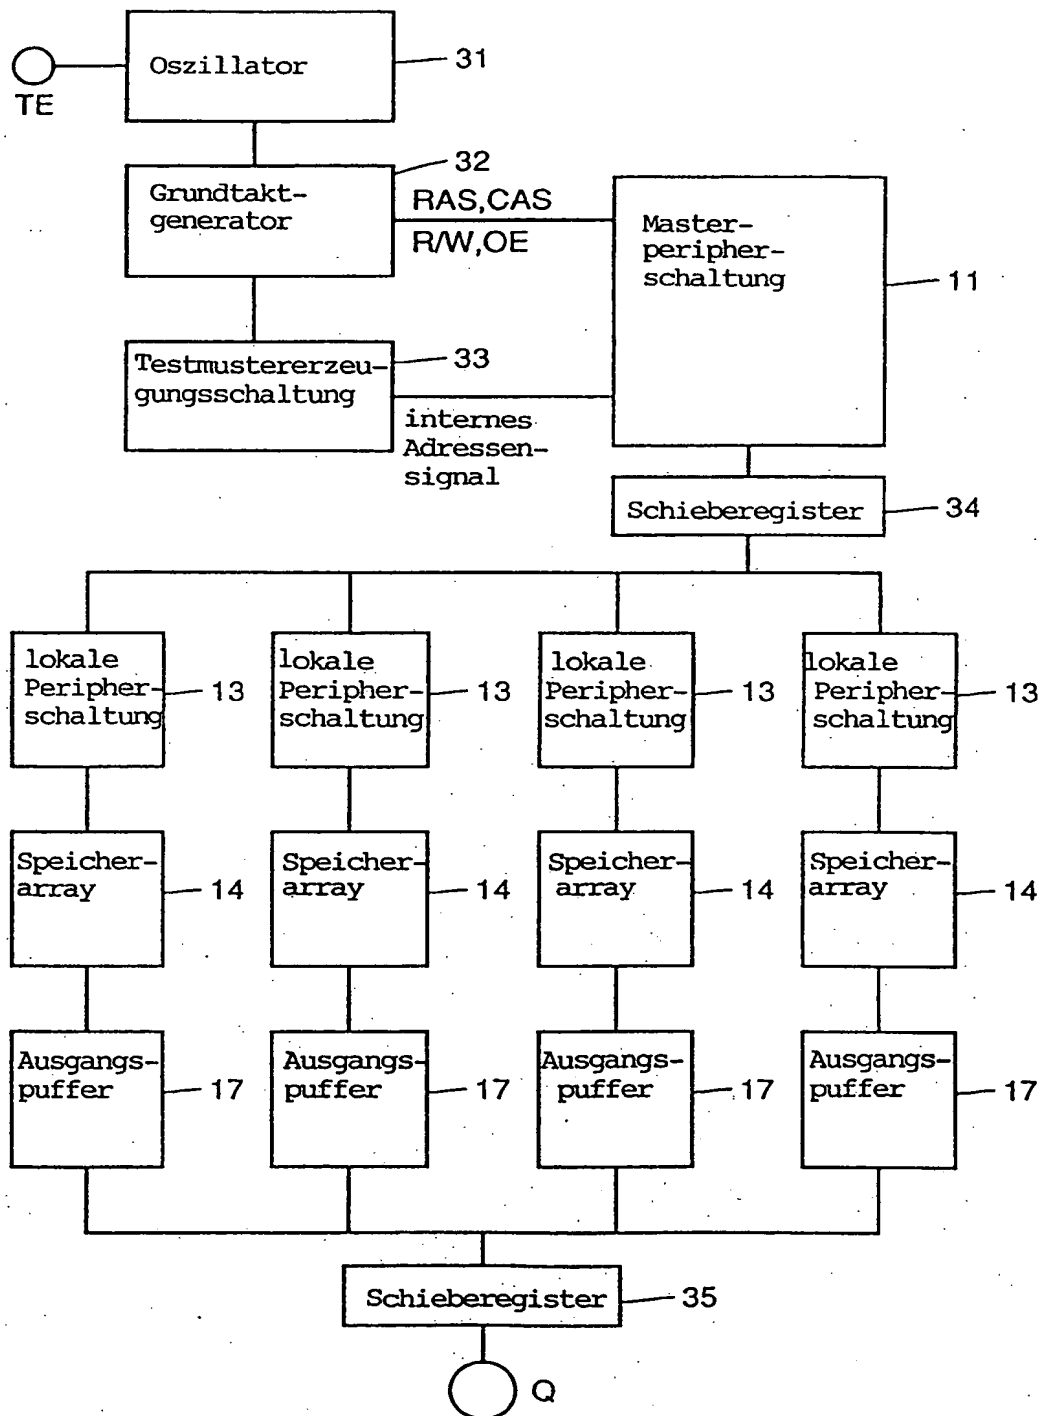 Oszillator
31
TE
32
Grundtakt-
generator
RAS,CAS
R/W,OE
Master-
peripher-
schaltung
11
Testmustererzeu-
gungsschaltung
33
internes
Adressen-
signal
Schieberegister
34
lokale
Peripher-
schaltung
13
lokale
Peripher-
schaltung
13
lokale
Peripher-
schaltung
13
lokale
Peripher-
schaltung
13
Speicher-
array
14
Speicher-
array
14
Speicher-
array
14
Speicher-
array
14
Ausgangs-
puffer
17
Ausgangs-
puffer
17
Ausgangs-
puffer
17
Ausgangs-
puffer
17
Schieberegister
35
Q